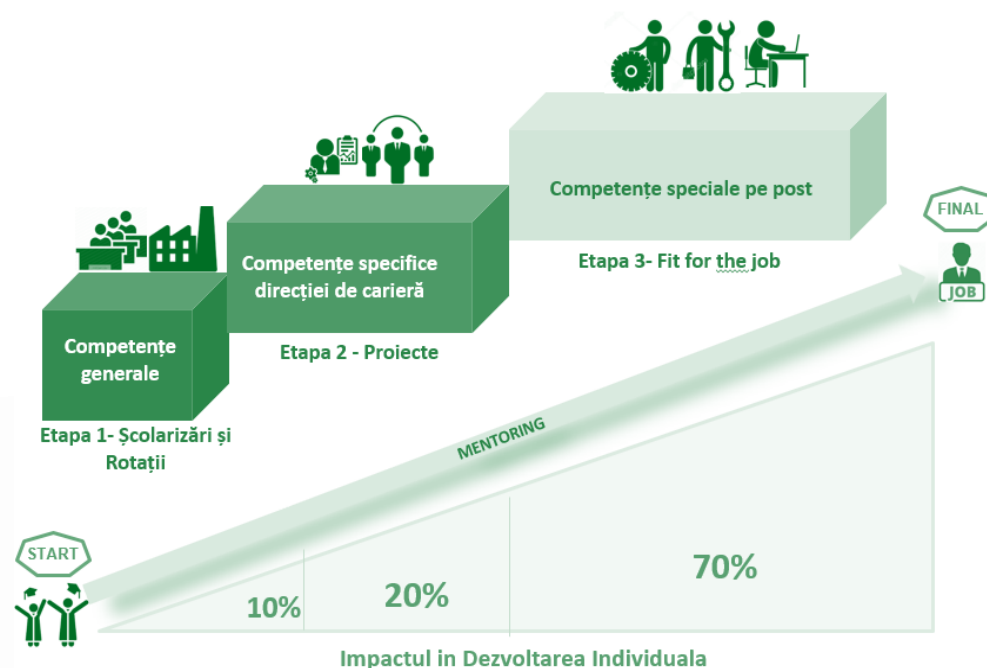 Competențe speciale pe post
FINAL
Etapa 3- Fit for the job
JOB
Competențe specifice
direcției de carieră
Etapa 2 - Proiecte
Competențe
generale
Etapa 1- Școlarizări și
Rotații
MENTORING
START
10%
20%
70%
Impactul in Dezvoltarea Individuala